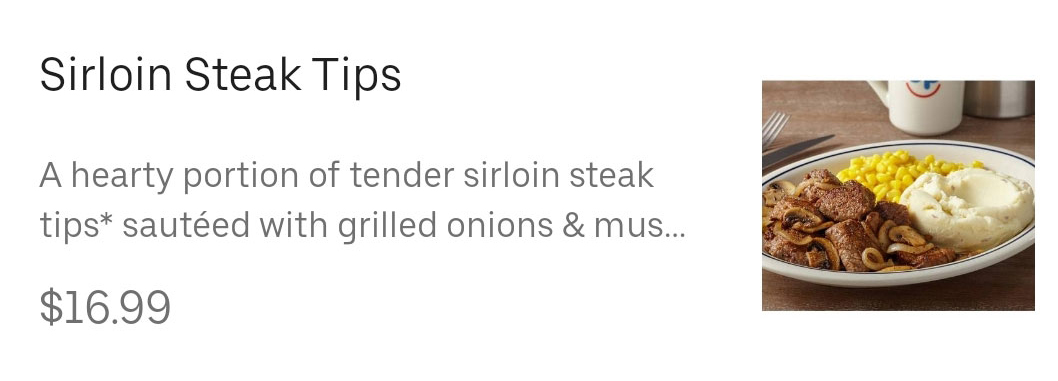 Sirloin Steak Tips
A hearty portion of tender sirloin steak
tips* sautéed with grilled onions & mus...
$16.99